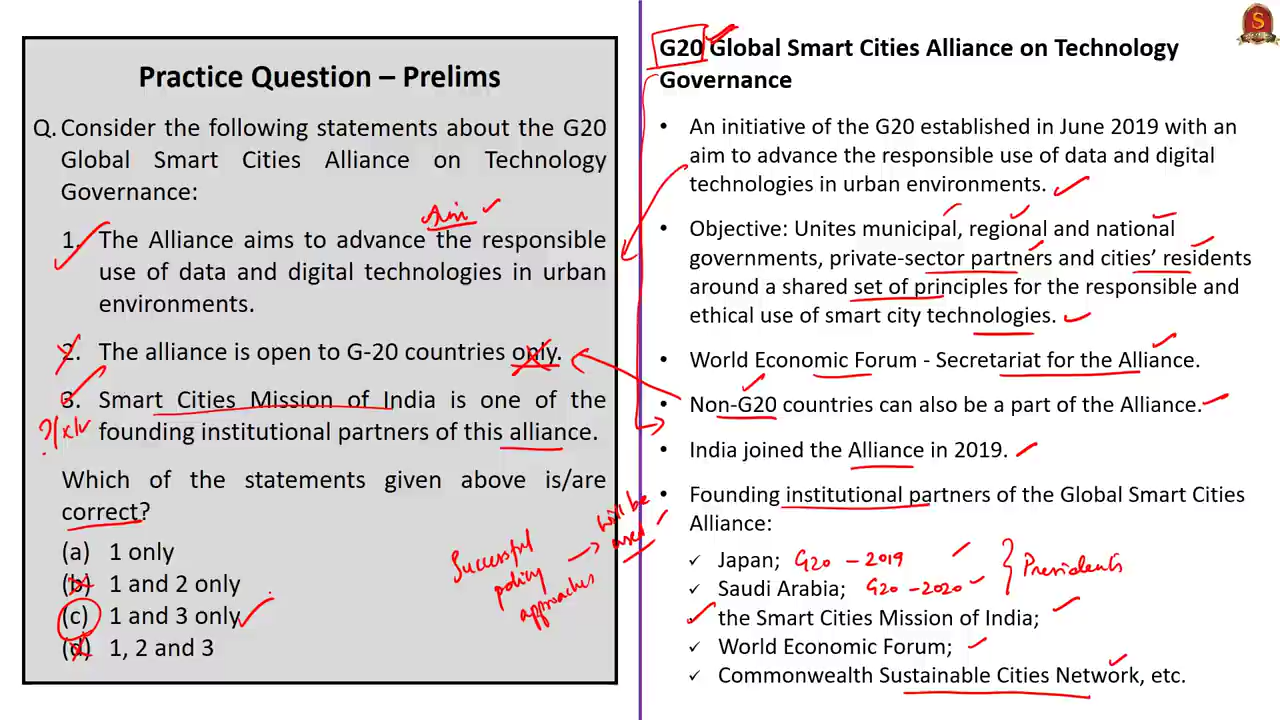 Practice Question – Prelims
Q. Consider the following statements about the G20
Global Smart Cities Alliance on Technology
Governance:
Aim
1. The Alliance aims to advance the responsible
use of data and digital technologies in urban
environments.
2. The alliance is open to G-20 countries only.
3. Smart Cities Mission of India is one of the
founding institutional partners of this alliance.
Which of the statements given above is/are
correct?
(a) 1 only
(b) 1 and 2 only
(c) 1 and 3 only
(d) 1, 2 and 3
Successful
policy
approaches
will be
used
G20 Global Smart Cities Alliance on Technology
Governance
• An initiative of the G20 established in June 2019 with an
aim to advance the responsible use of data and digital
technologies in urban environments.
• Objective: Unites municipal, regional and national
governments, private-sector partners and cities’ residents
around a shared set of principles for the responsible and
ethical use of smart city technologies.
• World Economic Forum - Secretariat for the Alliance.
• Non-G20 countries can also be a part of the Alliance.
• India joined the Alliance in 2019.
• Founding institutional partners of the Global Smart Cities
Alliance:
✓ Japan; G20 - 2019
✓ Saudi Arabia; G20 - 2020
Presidents
✓ the Smart Cities Mission of India;
✓ World Economic Forum;
✓ Commonwealth Sustainable Cities Network, etc.
S